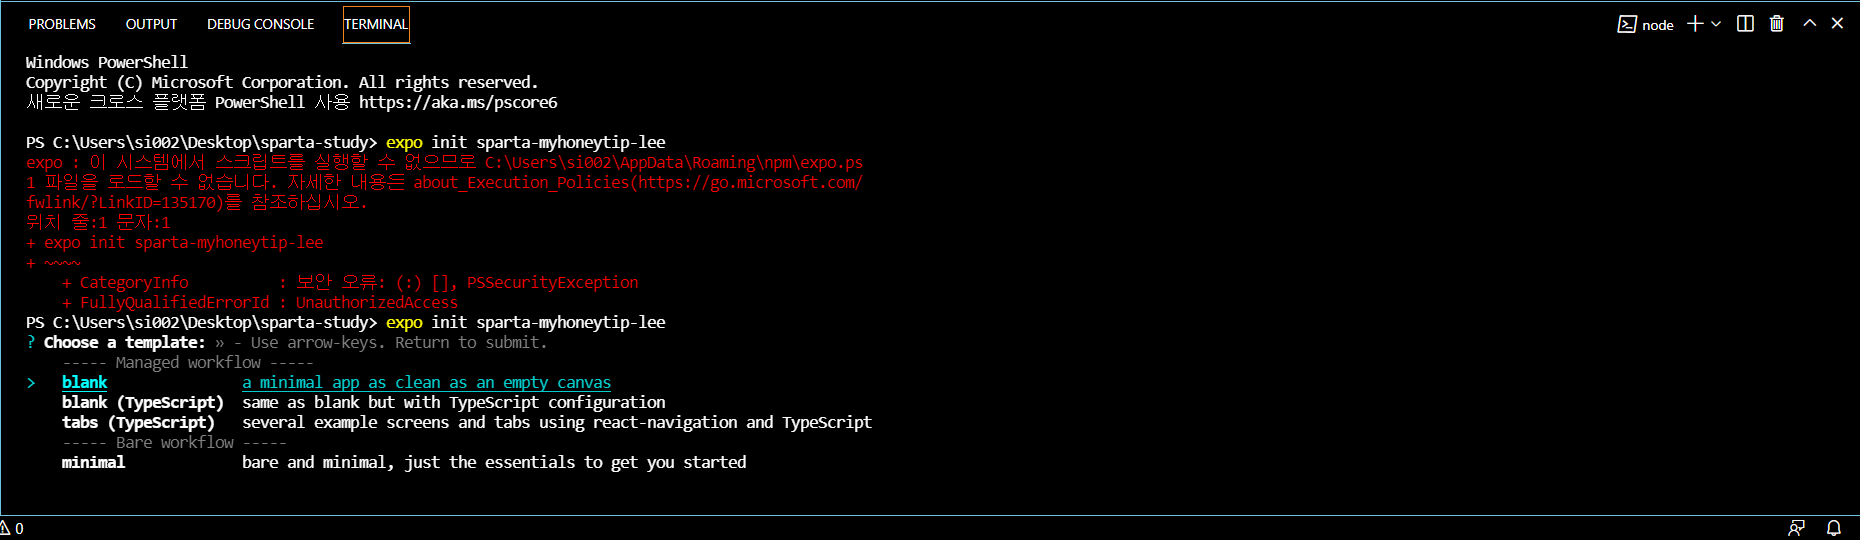 PROBLEMS OUTPUT DEBUG CONSOLE TERMINAL node
Windows PowerShell
Copyright (C) Microsoft Corporation. All rights reserved.
새로운 크로스 플랫폼 PowerShell 사용 https://aka.ms/pscore6
PS C:\Users\si002\Desktop\sparta-study> expo init sparta-myhoneytip-lee
expo : 이 시스템에서 스크립트를 실행할 수 없으므로 C:\Users\si002\AppData\Roaming\npm\expo.ps
1 파일을 로드할 수 없습니다. 자세한 내용은 about_Execution_Policies(https://go.microsoft.com/
fwlink/?LinkID=135170)를 참조하십시오.
위치 줄:1 문자:1
+ expo init sparta-myhoneytip-lee
+ ~~~~
+ CategoryInfo : 보안 오류: (:) [], PSSecurityException
+ FullyQualifiedErrorId : UnauthorizedAccess
PS C:\Users\si002\Desktop\sparta-study> expo init sparta-myhoneytip-lee
? Choose a template: » - Use arrow-keys. Return to submit.
----- Managed workflow -----
> blank a minimal app as clean as an empty canvas
blank (TypeScript) same as blank but with TypeScript configuration
tabs (TypeScript) several example screens and tabs using react-navigation and TypeScript
----- Bare workflow -----
minimal bare and minimal, just the essentials to get you started
0